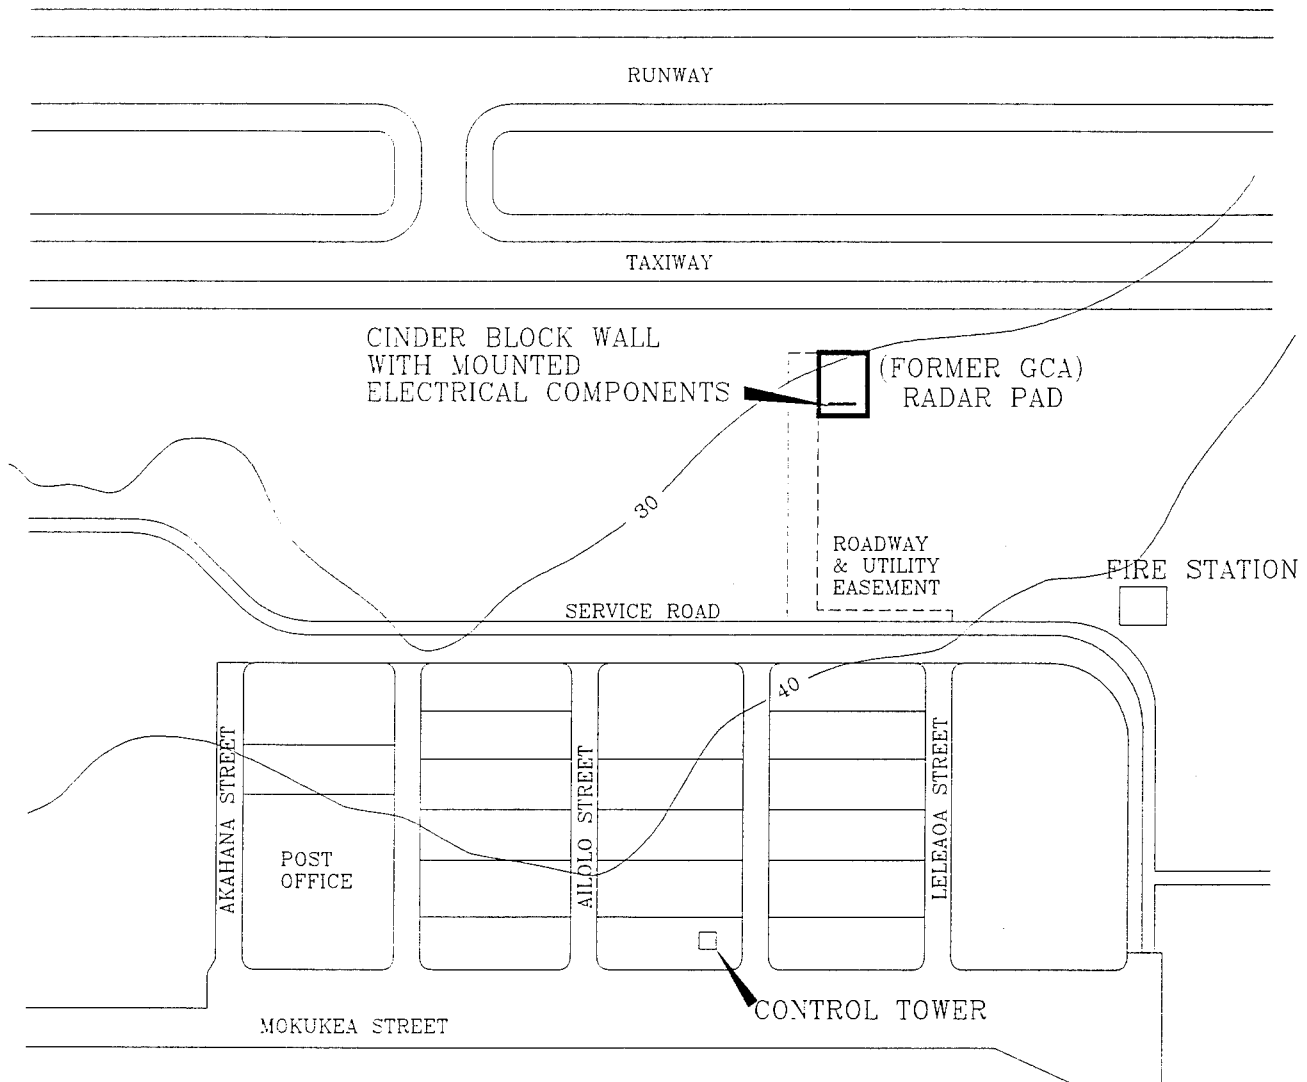 RUNWAY
TAXIWAY
CINDER BLOCK WALL
WITH MOUNTED
ELECTRICAL COMPONENTS
(FORMER GCA)
RADAR PAD
30
ROADWAY
& UTILITY
EASEMENT
FIRE STATION
SERVICE ROAD
40
AKAHANA STREET
AILOLO STREET
LELEAOA STREET
POST
OFFICE
CONTROL TOWER
MOKUKEA STREET